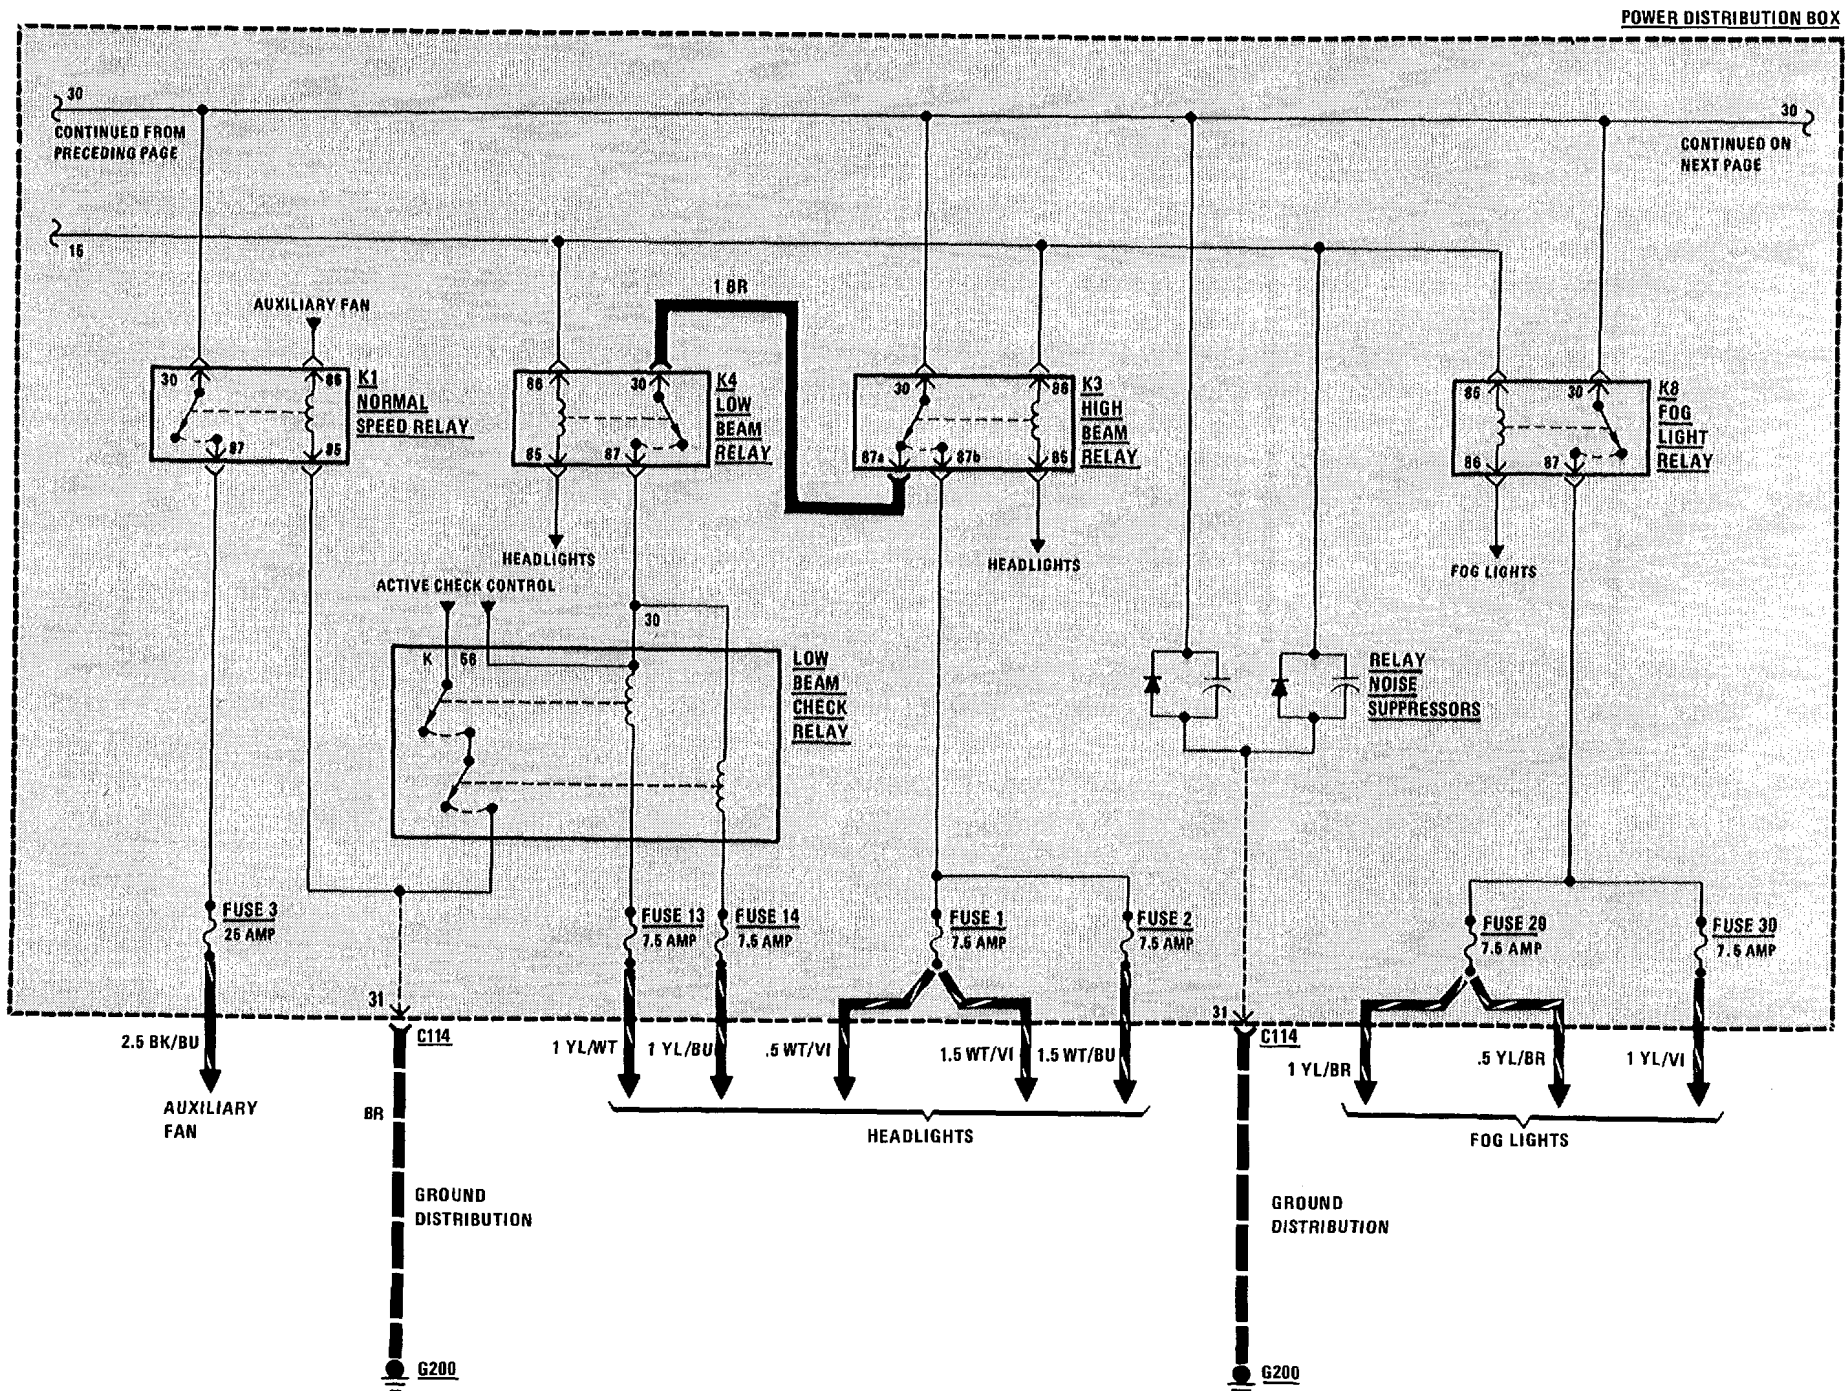 POWER DISTRIBUTION BOX
30
CONTINUED FROM
PRECEDING PAGE
30
CONTINUED ON
NEXT PAGE
15
1 BR
AUXILIARY FAN
30
86
87
85
K1
NORMAL
SPEED RELAY
86
30
85
87
K4
LOW
BEAM
RELAY
30
86
87a
87b
85
K3
HIGH
BEAM
RELAY
85
30
86
87
K8
FOG
LIGHT
RELAY
HEADLIGHTS
HEADLIGHTS
FOG LIGHTS
ACTIVE CHECK CONTROL
30
K
56
LOW
BEAM
CHECK
RELAY
RELAY
NOISE
SUPPRESSORS
FUSE 3
25 AMP
FUSE 13
7.5 AMP
FUSE 14
7.5 AMP
FUSE 1
7.5 AMP
FUSE 2
7.5 AMP
FUSE 29
7.5 AMP
FUSE 30
7.5 AMP
31
C114
31
C114
2.5 BK/BU
1 YL/WT
1 YL/BU
.5 WT/VI
1.5 WT/VI
1.5 WT/BU
1 YL/BR
.5 YL/BR
1 YL/VI
AUXILIARY
FAN
BR
HEADLIGHTS
FOG LIGHTS
GROUND
DISTRIBUTION
GROUND
DISTRIBUTION
G200
G200